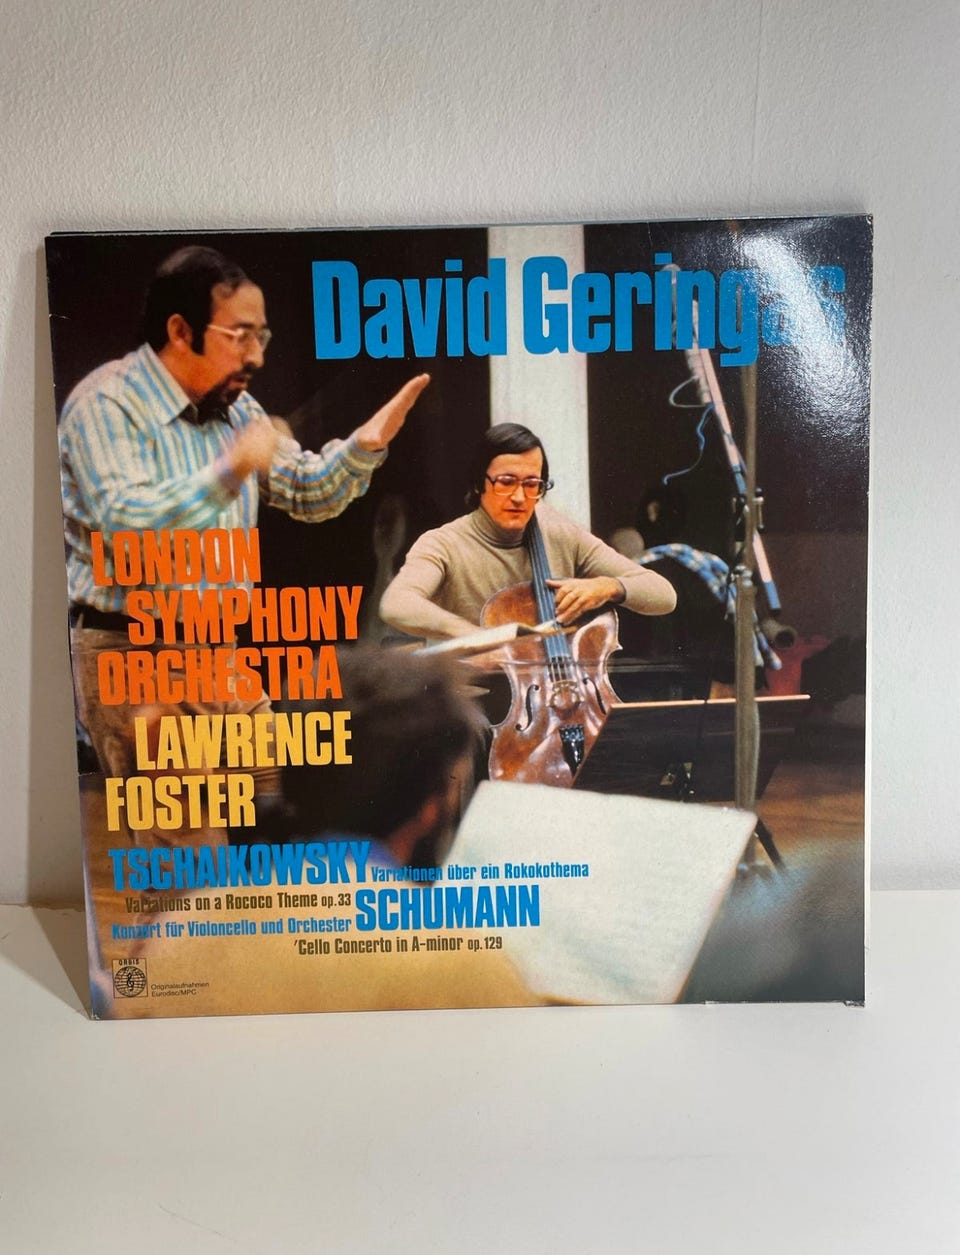 David Geringas
LONDON
SYMPHONY
ORCHESTRA
LAWRENCE
FOSTER
TSCHAIKOWSKY Variationen über ein Rokokothema
Variations on a Rococo Theme op.33 SCHUMANN
Konzert für Violoncello und Orchester
'Cello Concerto in A-minor op.129
ORBIS
Originalaufnahmen
Eurodisc/MPC